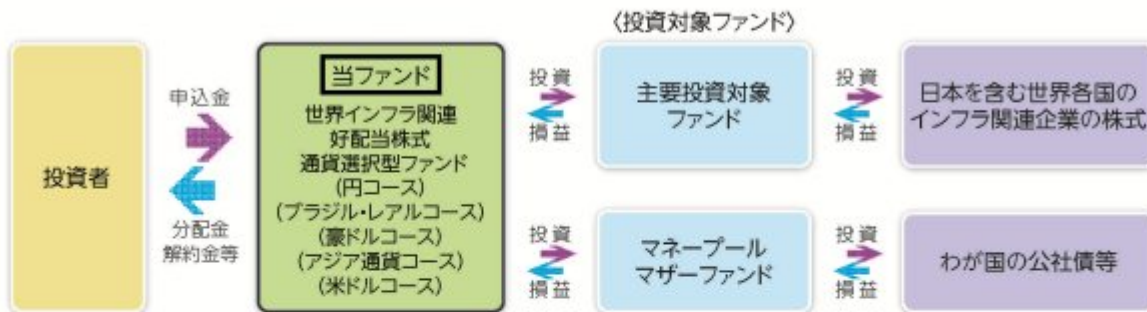 〈投資対象ファンド〉
投資者
申込金
分配金
解約金等
当ファンド
世界インフラ関連
好配当株式
通貨選択型ファンド
(円コース)
(ブラジル・レアルコース)
(豪ドルコース)
(アジア通貨コース)
(米ドルコース)
投資
損益
主要投資対象
ファンド
投資
損益
日本を含む世界各国の
インフラ関連企業の株式
投資
損益
マネープール
マザーファンド
投資
損益
わが国の公社債等